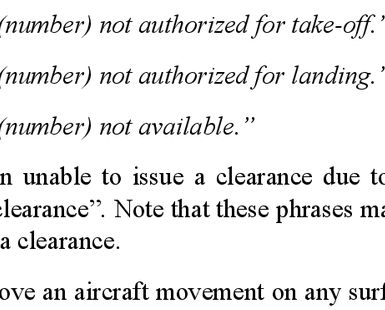 (number) not authorized for take-off.”
(number) not authorized for landing.”
(number) not available.”
n unable to issue a clearance due to
clearance”. Note that these phrases ma
a clearance.
ove an aircraft movement on any surf